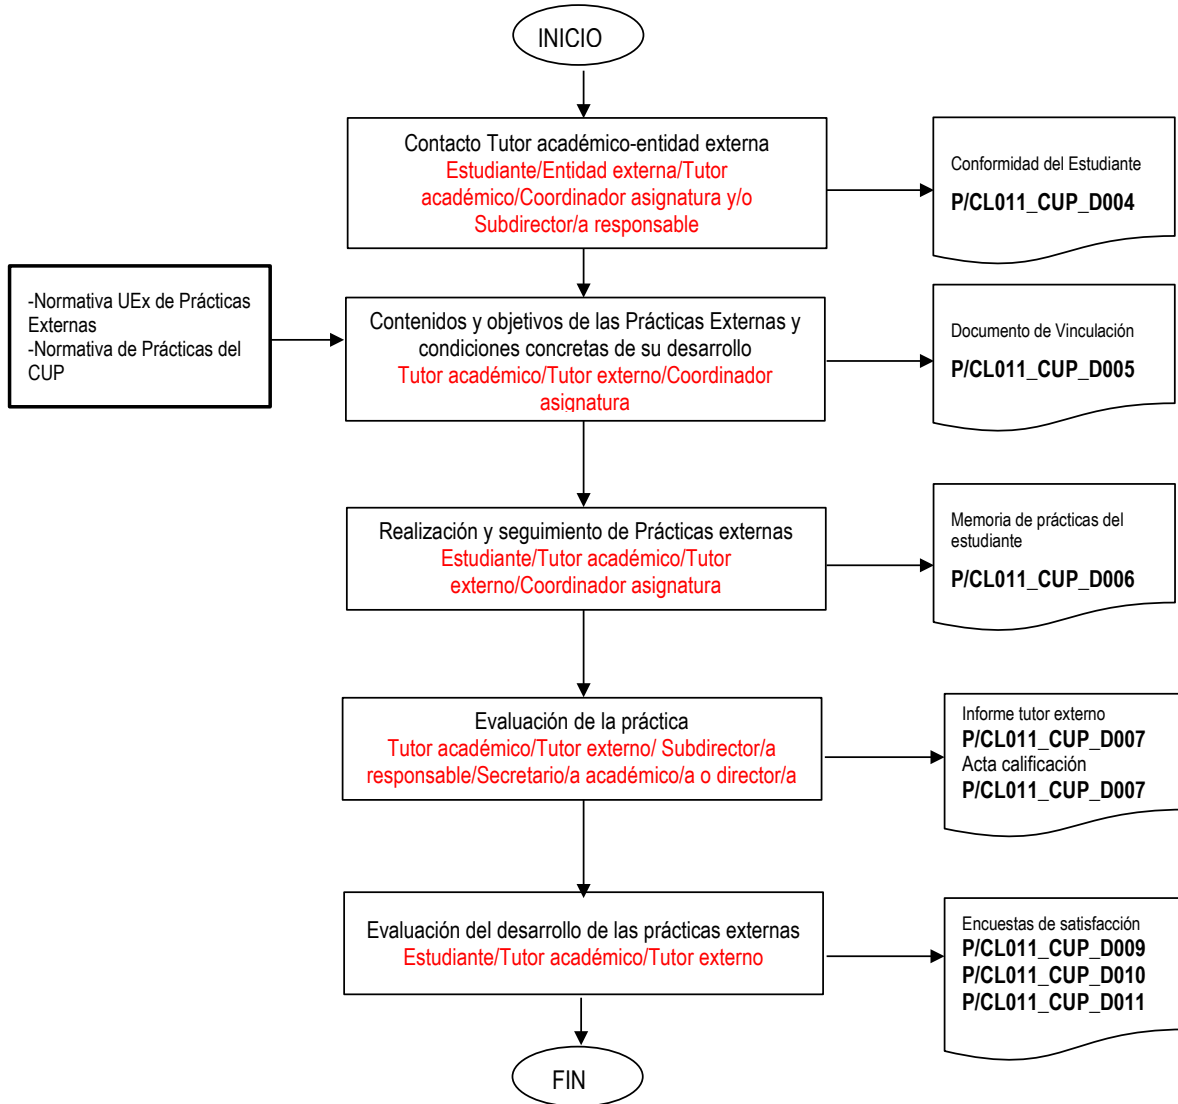 INICIO
Contacto Tutor académico-entidad externa
Estudiante/Entidad externa/Tutor
académico/Coordinador asignatura y/o
Subdirector/a responsable
Conformidad del Estudiante
P/CL011_CUP_D004
-Normativa UEx de Prácticas
Externas
-Normativa de Prácticas del
CUP
Contenidos y objetivos de las Prácticas Externas y
condiciones concretas de su desarrollo
Tutor académico/Tutor externo/Coordinador
asignatura
Documento de Vinculación
P/CL011_CUP_D005
Realización y seguimiento de Prácticas externas
Estudiante/Tutor académico/Tutor
externo/Coordinador asignatura
Memoria de prácticas del
estudiante
P/CL011_CUP_D006
Evaluación de la práctica
Tutor académico/Tutor externo/ Subdirector/a
responsable/Secretario/a académico/a o director/a
Informe tutor externo
P/CL011_CUP_D007
Acta calificación
P/CL011_CUP_D007
Evaluación del desarrollo de las prácticas externas
Estudiante/Tutor académico/Tutor externo
Encuestas de satisfacción
P/CL011_CUP_D009
P/CL011_CUP_D010
P/CL011_CUP_D011
FIN